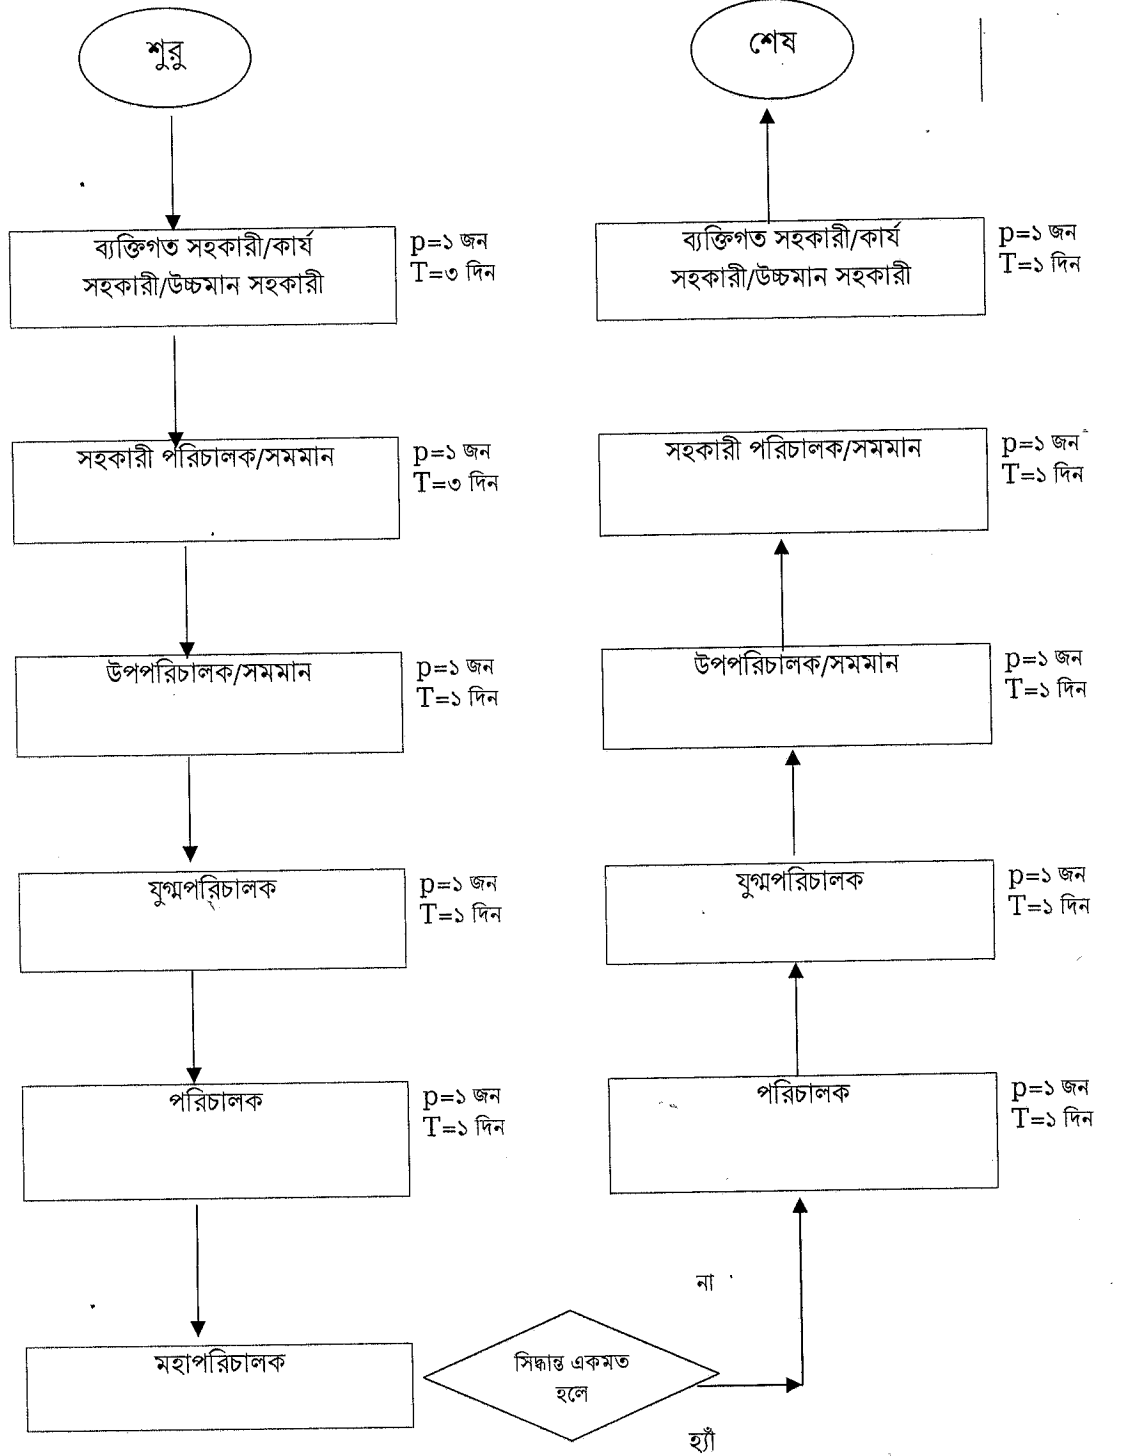 শুরু
ব্যক্তিগত সহকারী/কার্য
সহকারী/উচ্চমান সহকারী
p=১ জন
T=৩ দিন
সহকারী পরিচালক/সমমান
p=১ জন
T=৩ দিন
উপপরিচালক/সমমান
p=১ জন
T=১ দিন
যুগ্মপরিচালক
p=১ জন
T=১ দিন
পরিচালক
p=১ জন
T=১ দিন
মহাপরিচালক
সিদ্ধান্ত একমত
হলে
না
হ্যাঁ
পরিচালক
p=১ জন
T=১ দিন
যুগ্মপরিচালক
p=১ জন
T=১ দিন
উপপরিচালক/সমমান
p=১ জন
T=১ দিন
সহকারী পরিচালক/সমমান
p=১ জন
T=১ দিন
ব্যক্তিগত সহকারী/কার্য
সহকারী/উচ্চমান সহকারী
p=১ জন
T=১ দিন
শেষ